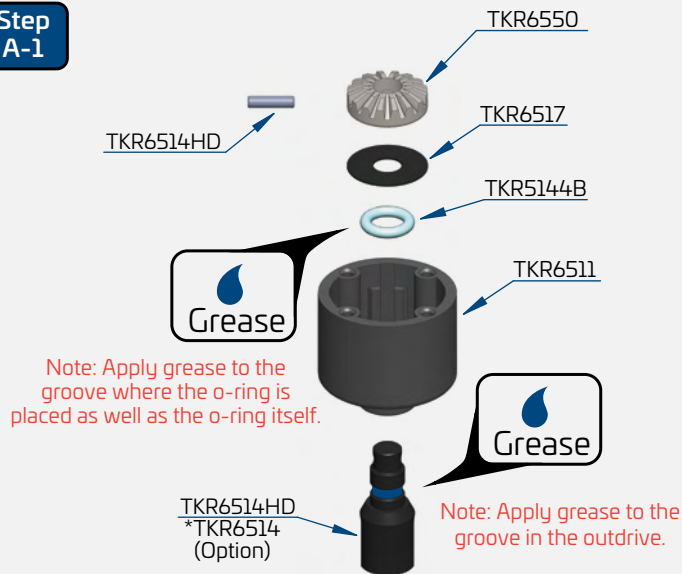 Step
A-1
TKR6550
TKR6514HD
TKR6517
TKR5144B
TKR6511
Grease
Note: Apply grease to the
groove where the o-ring is
placed as well as the o-ring itself.
Grease
TKR6514HD
*TKR6514
(Option)
Note: Apply grease to the
groove in the outdrive.